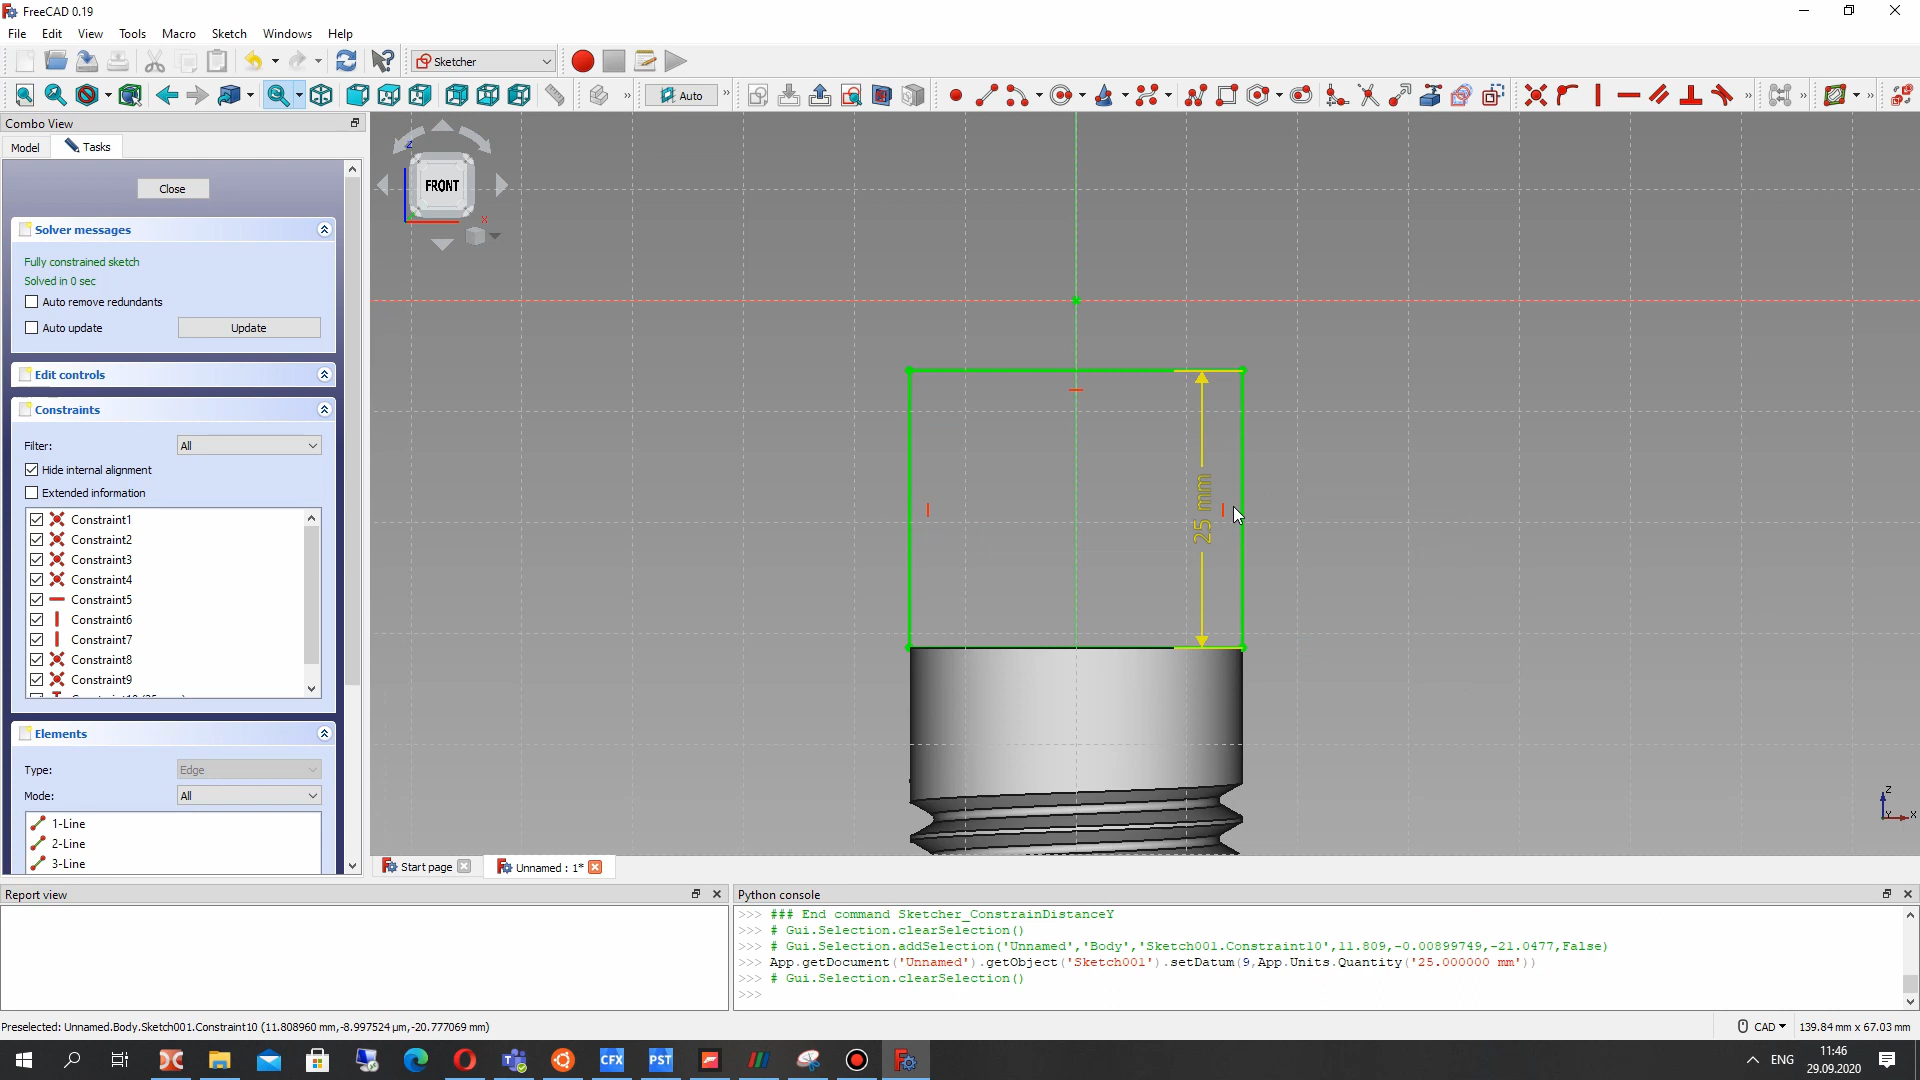 FreeCAD 0.19
File Edit View Tools Macro Sketch Windows Help
Sketcher
Auto
Combo View
Model Tasks
Close
Solver messages
Fully constrained sketch
Solved in 0 sec
Auto remove redundants
Auto update Update
Edit controls
Constraints
Filter: All
Hide internal alignment
Extended information
Constraint1
Constraint2
Constraint3
Constraint4
Constraint5
Constraint6
Constraint7
Constraint8
Constraint9
Elements
Type: Edge
Mode: All
1-Line
2-Line
3-Line
Z
FRONT
X
25 mm
Z
Y X
Start page Unnamed : 1*
Report view
Python console
>>> ### End command Sketcher_ConstrainDistanceY
>>> # Gui.Selection.clearSelection()
>>> # Gui.Selection.addSelection('Unnamed','Body','Sketch001.Constraint10',11.809,-0.00899749,-21.0477,False)
>>> App.getDocument('Unnamed').getObject('Sketch001').setDatum(9,App.Units.Quantity('25.000000 mm'))
>>> # Gui.Selection.clearSelection()
>>>
Preselected: Unnamed.Body.Sketch001.Constraint10 (11.808960 mm,-8.997524 µm,-20.777069 mm)
CAD 139.84 mm x 67.03 mm
CFX PST
ENG
11:46
29.09.2020